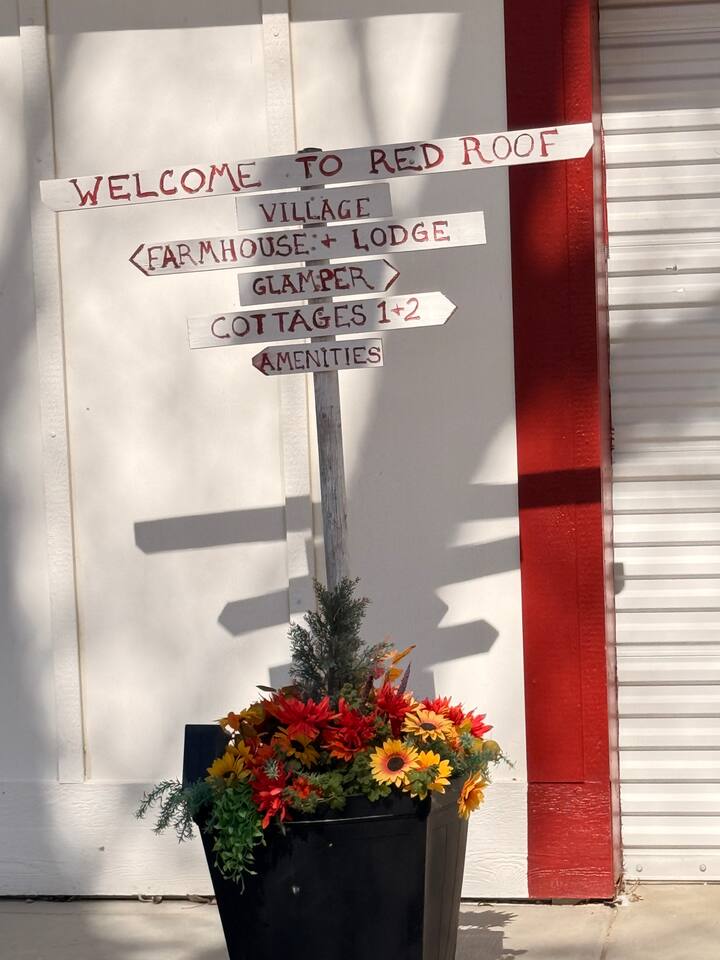 WELCOME TO RED ROOF
VILLAGE
FARMHOUSE + LODGE
GLAMPER
COTTAGES 1+2
AMENITIES